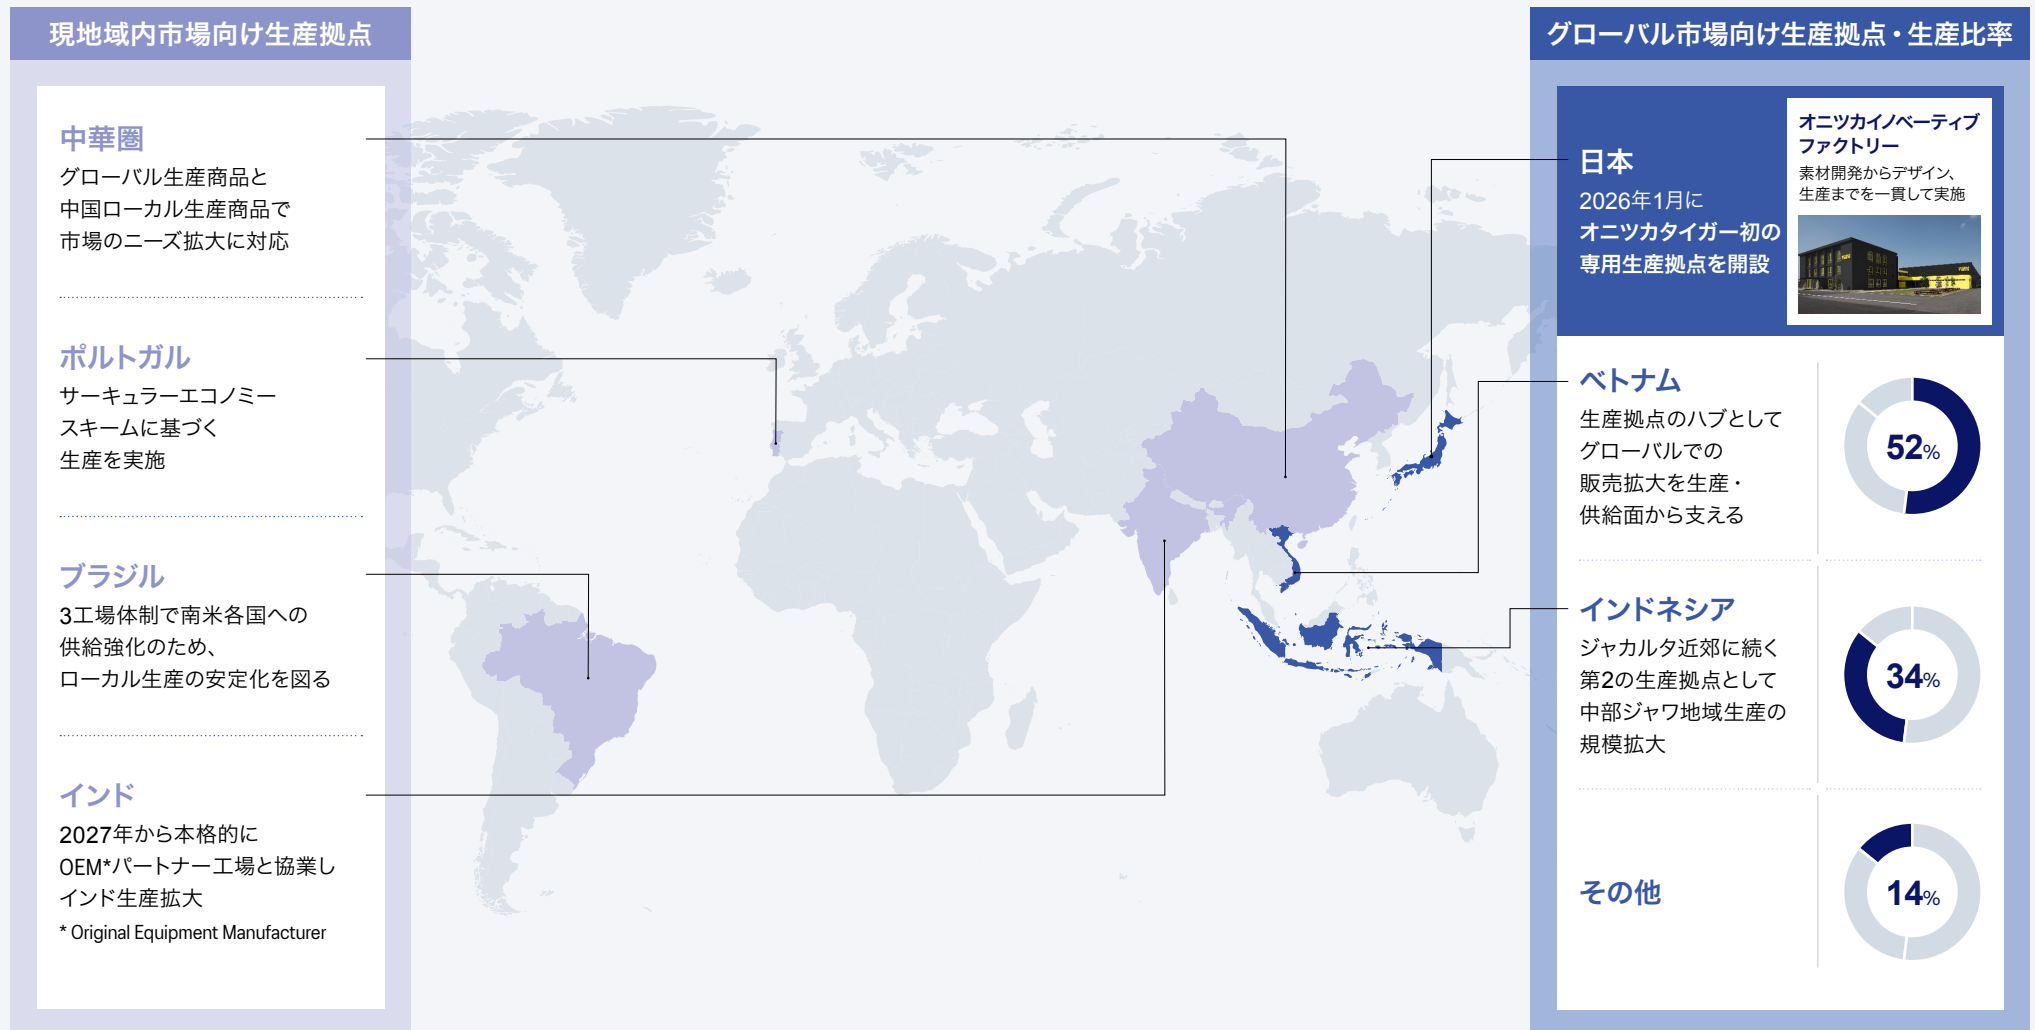 現地域内市場向け生産拠点
中華圏
グローバル生産商品と
中国ローカル生産商品で
市場のニーズ拡大に対応
ポルトガル
サーキュラーエコノミー
スキームに基づく
生産を実施
ブラジル
3工場体制で南米各国への
供給強化のため、
ローカル生産の安定化を図る
インド
2027年から本格的に
OEM*パートナー工場と協業し
インド生産拡大
* Original Equipment Manufacturer
グローバル市場向け生産拠点・生産比率
日本
2026年1月に
オニツカタイガー初の
専用生産拠点を開設
オニツカイノベーティブ
ファクトリー
素材開発からデザイン、
生産までを一貫して実施
ベトナム
生産拠点のハブとして
グローバルでの
販売拡大を生産・
供給面から支える
52%
インドネシア
ジャカルタ近郊に続く
第2の生産拠点として
中部ジャワ地域生産の
規模拡大
34%
その他
14%